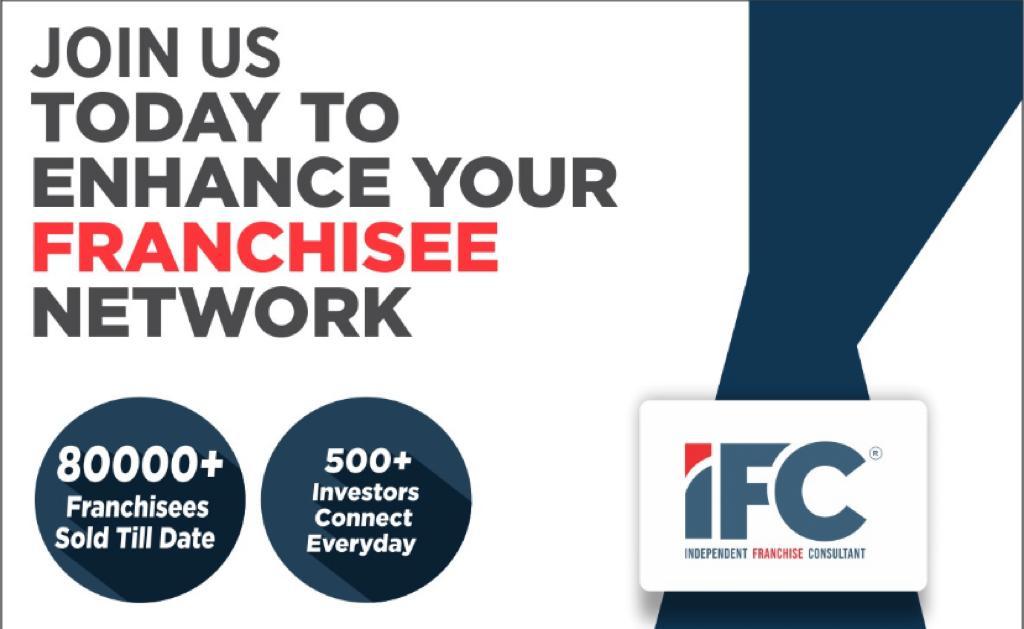 JOIN US
TODAY TO
ENHANCE YOUR
FRANCHISEE
NETWORK
80000+
Franchisees
Sold Till Date
500+
Investors
Connect
Everyday
IFC®
INDEPENDENT FRANCHISE CONSULTANT